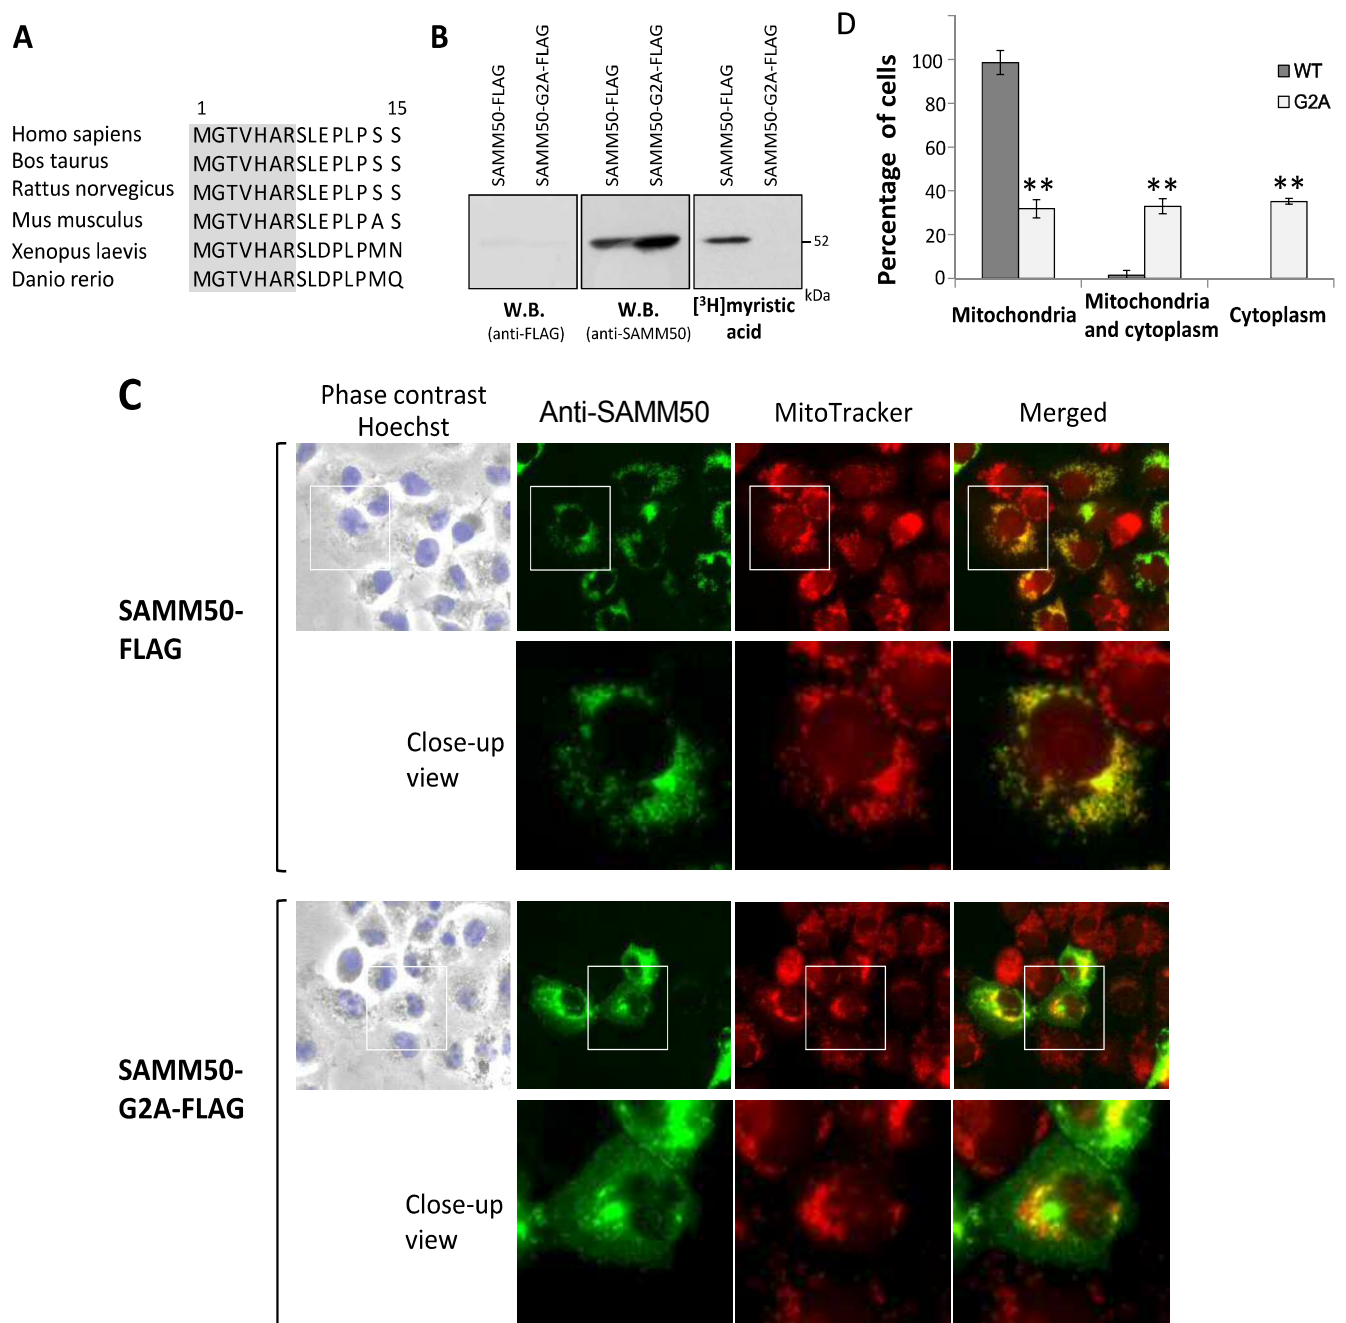 A
1 15
Homo sapiens MGTVHARSLEPLPSS
Bos taurus MGTVHARSLEPLPSS
Rattus norvegicus MGTVHARSLEPLPSS
Mus musculus MGTVHARSLEPLPAS
Xenopus laevis MGTVHARSLDPLPMN
Danio rerio MGTVHARSLDPLPMQ
B
SAMM50-FLAG
SAMM50-G2A-FLAG
SAMM50-FLAG
SAMM50-G2A-FLAG
SAMM50-FLAG
SAMM50-G2A-FLAG
52
kDa
W.B.
(anti-FLAG)
W.B.
(anti-SAMM50)
[³H]myristic
acid
D
Percentage of cells
100
80
60
40
20
0
WT
G2A
**
**
**
Mitochondria
Mitochondria
and cytoplasm
Cytoplasm
C
Phase contrast
Hoechst
Anti-SAMM50
MitoTracker
Merged
SAMM50-
FLAG
Close-up
view
SAMM50-
G2A-FLAG
Close-up
view